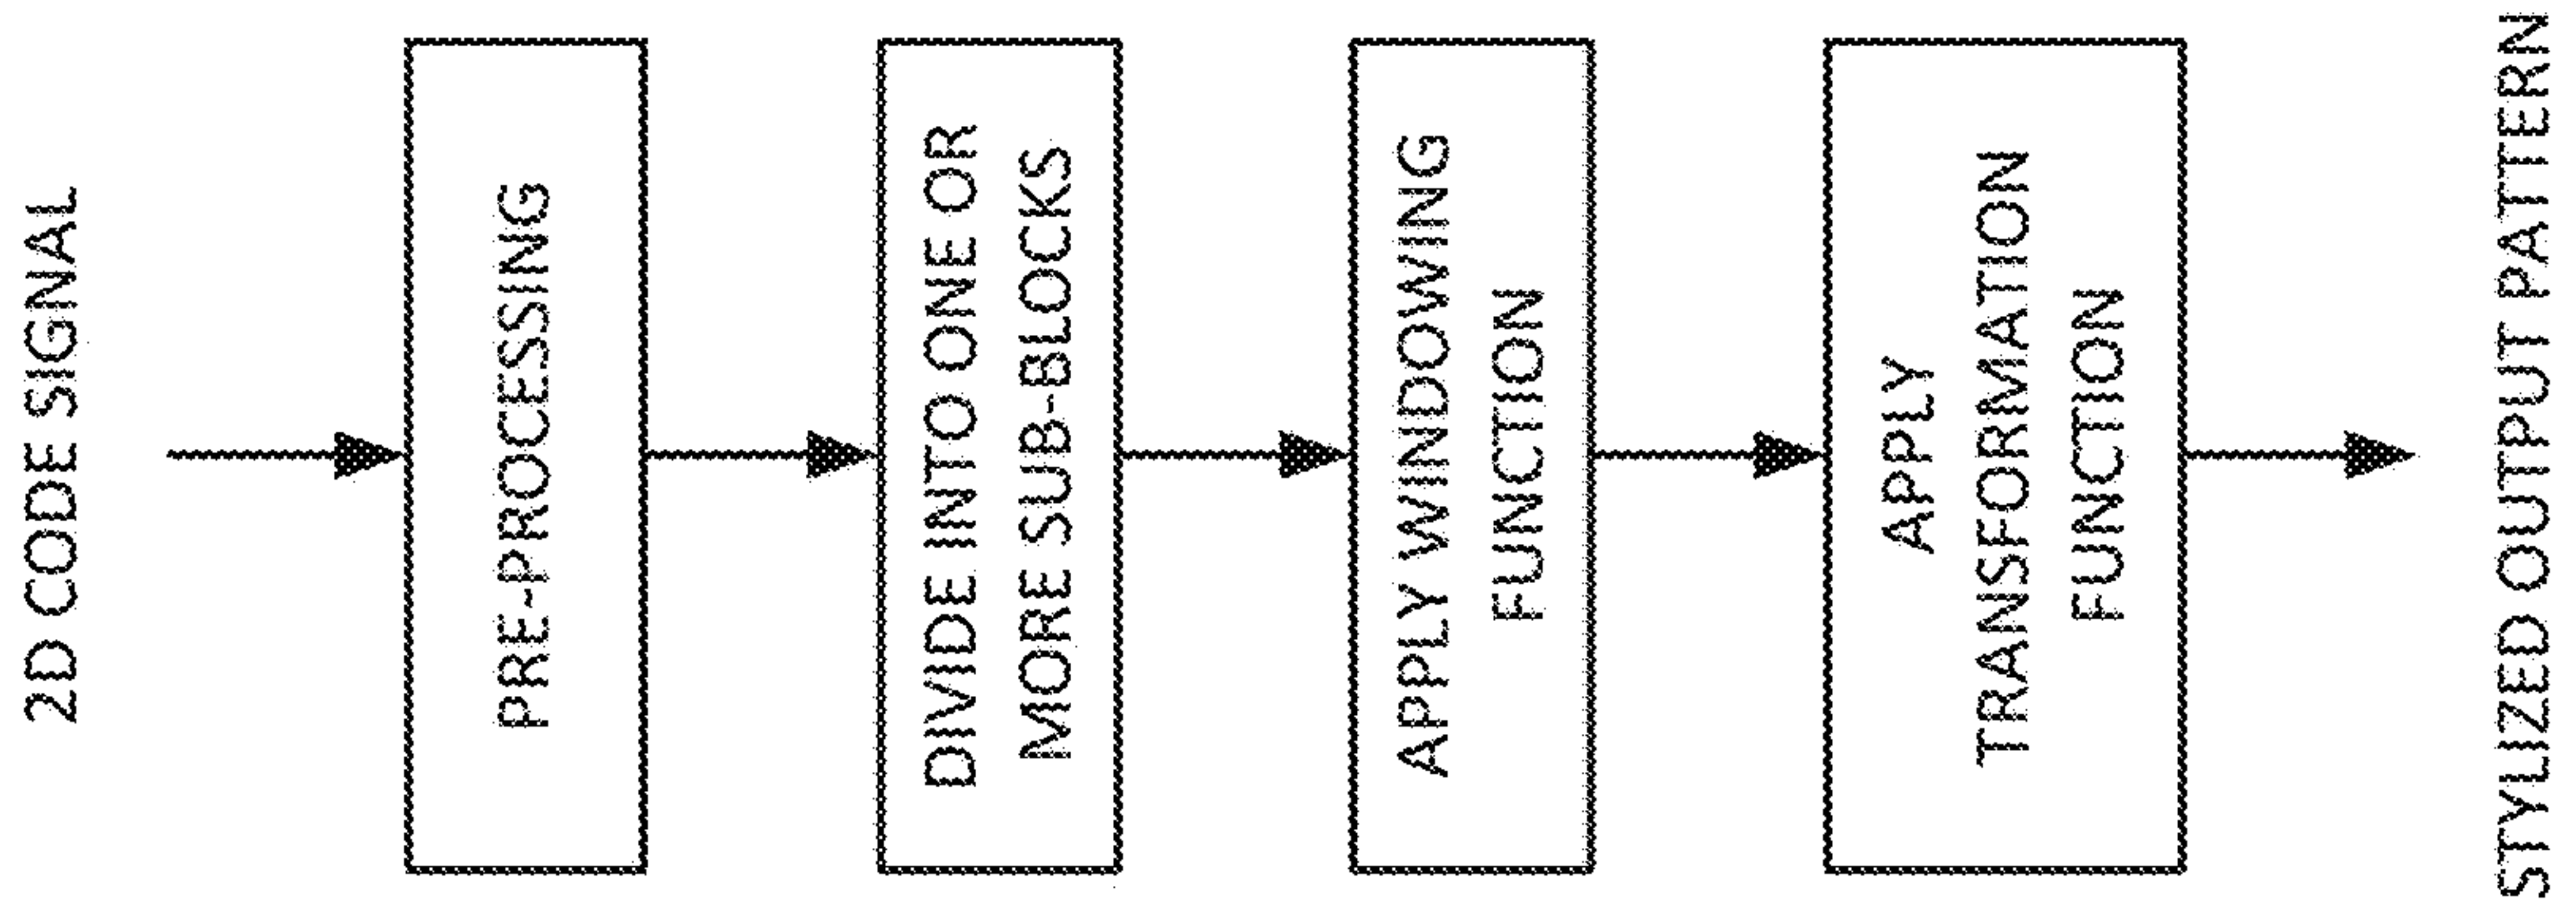 2D CODE SIGNAL
PRE-PROCESSING
DIVIDE INTO ONE OR
MORE SUB-BLOCKS
APPLY WINDOWING
FUNCTION
APPLY
TRANSFORMATION
FUNCTION
STYLIZED OUTPUT PATTERN